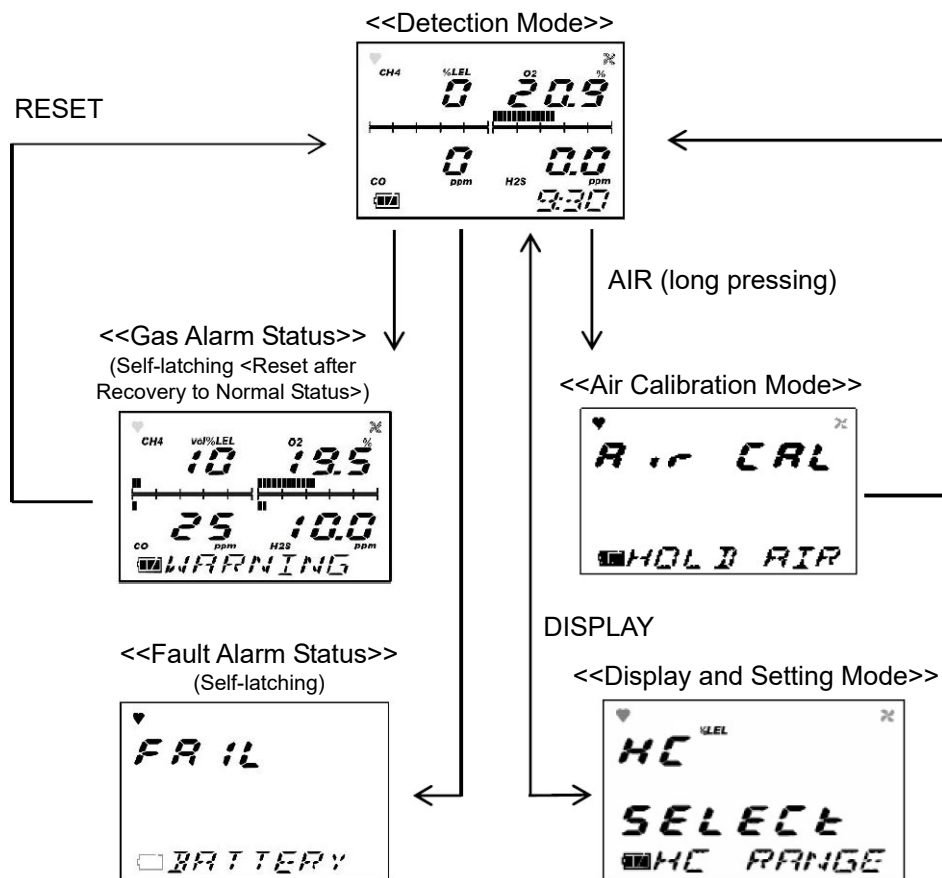 <<Detection Mode>>
CH4 %LEL O2 %
0 20.9
0 0.0
CO ppm H2S ppm
9:30
RESET
AIR (long pressing)
<<Gas Alarm Status>>
(Self-latching <Reset after
Recovery to Normal Status>)
CH4 vol%LEL O2 %
10 19.5
25 10.0
CO ppm H2S ppm
WARNING
<<Air Calibration Mode>>
Air CAL
HOLD AIR
DISPLAY
<<Fault Alarm Status>>
(Self-latching)
FAIL
BATTERY
<<Display and Setting Mode>>
HC %LEL
SELECt
HC RANGE